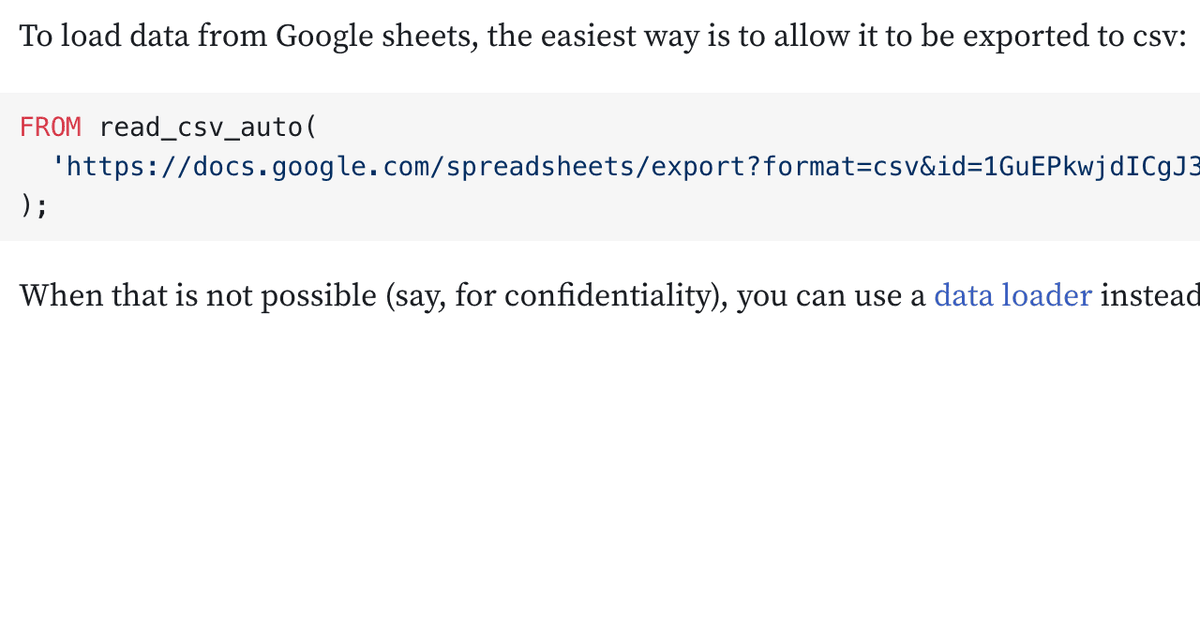 To load data from Google sheets, the easiest way is to allow it to be exported to csv:
FROM read_csv_auto(
'https://docs.google.com/spreadsheets/export?format=csv&id=1GuEPkwjdICgJ3
);
When that is not possible (say, for confidentiality), you can use a data loader instead